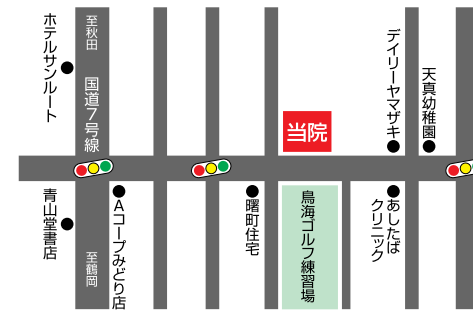 ホテルサンルート
至秋田
国道7号線
デイリーヤマザキ
天真幼稚園
当院
青山堂書店
至鶴岡
Aコープみどり店
曙町住宅
鳥海ゴルフ練習場
あしたば
クリニック